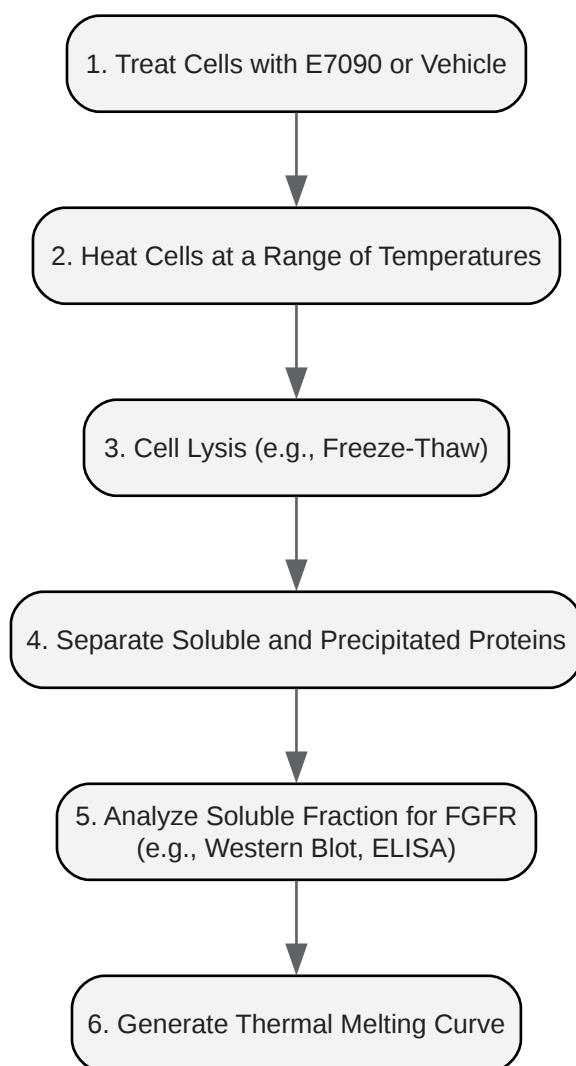 1. Treat Cells with E7090 or Vehicle
2. Heat Cells at a Range of Temperatures
3. Cell Lysis (e.g., Freeze-Thaw)
4. Separate Soluble and Precipitated Proteins
5. Analyze Soluble Fraction for FGFR
(e.g., Western Blot, ELISA)
6. Generate Thermal Melting Curve